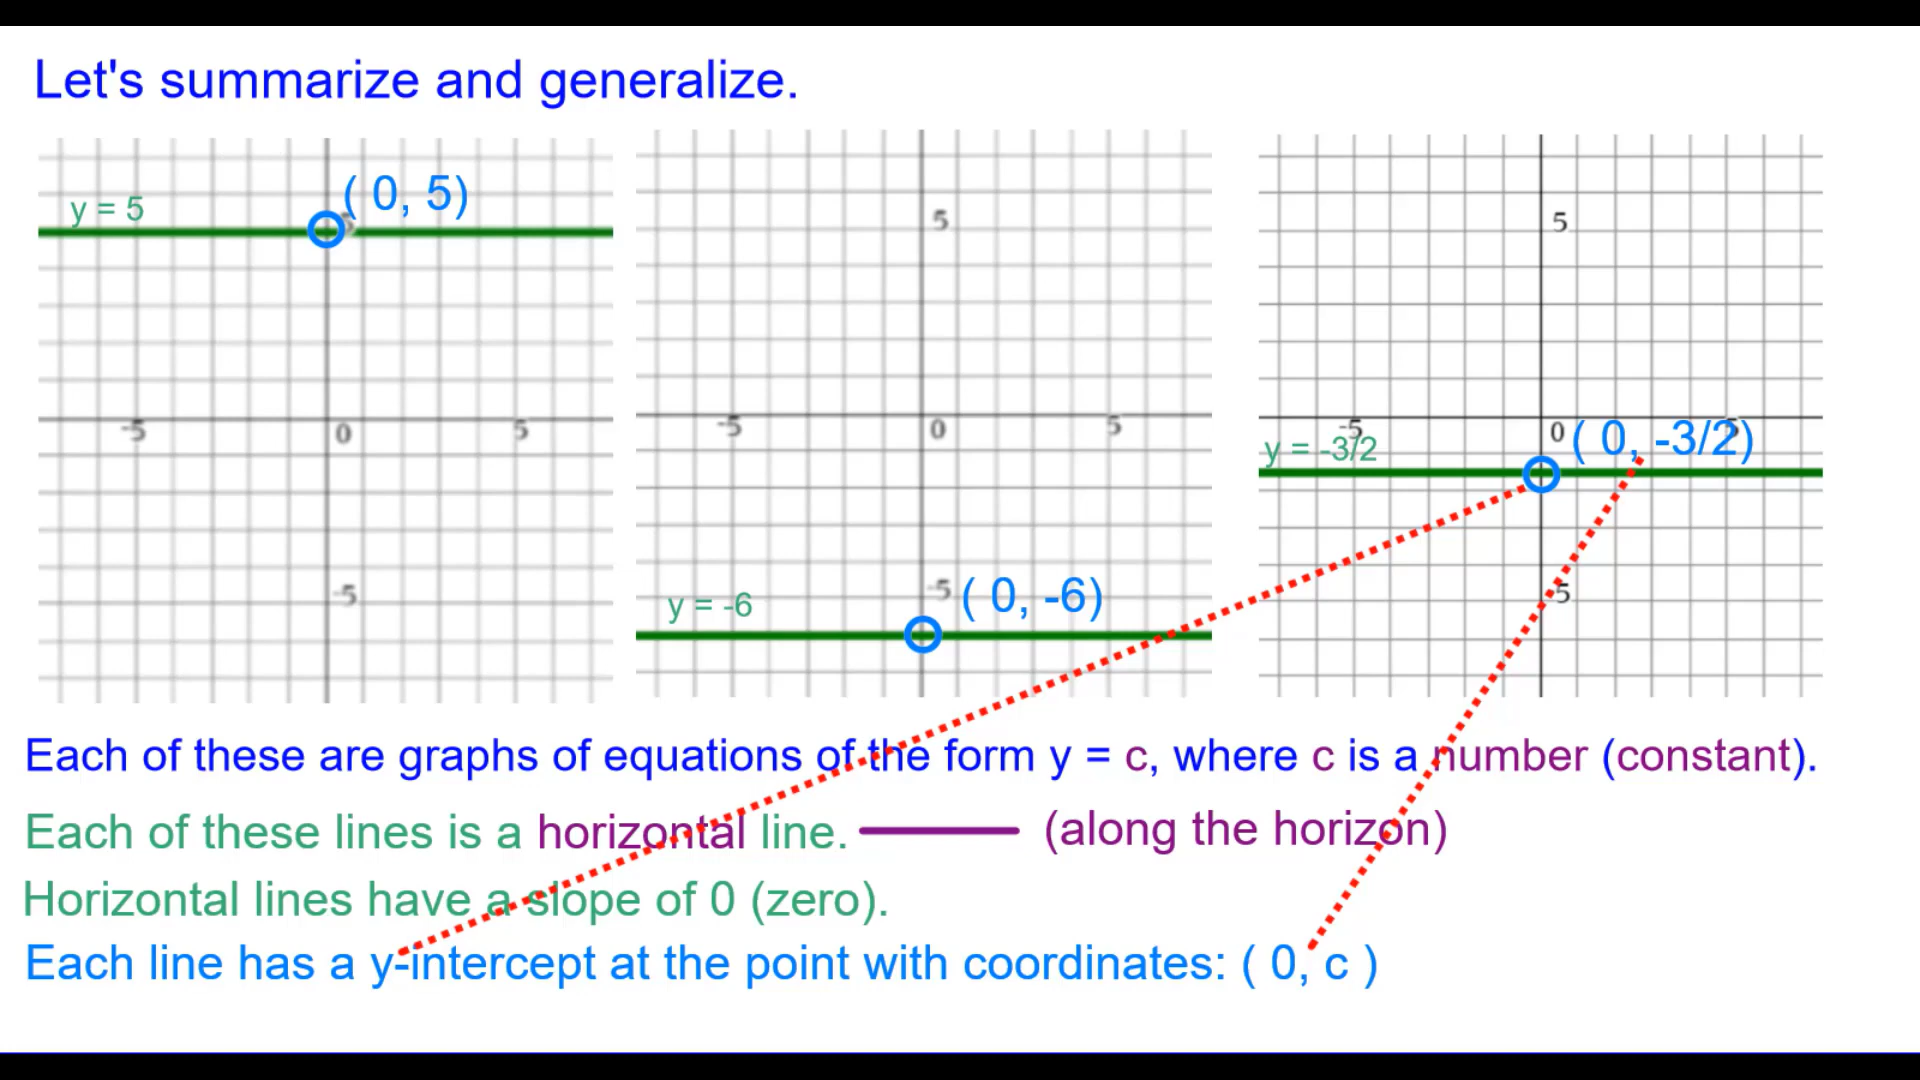 Let's summarize and generalize.
y = 5
( 0, 5)
5
-5
0
5
-5
5
-5
0
5
-5
( 0, -6)
y = -6
5
-5
0
( 0, -3/2)
5
y = -3/2
-5
Each of these are graphs of equations of the form y = c, where c is a number (constant).
Each of these lines is a horizontal line. (along the horizon)
Horizontal lines have a slope of 0 (zero).
Each line has a y-intercept at the point with coordinates: ( 0, c )